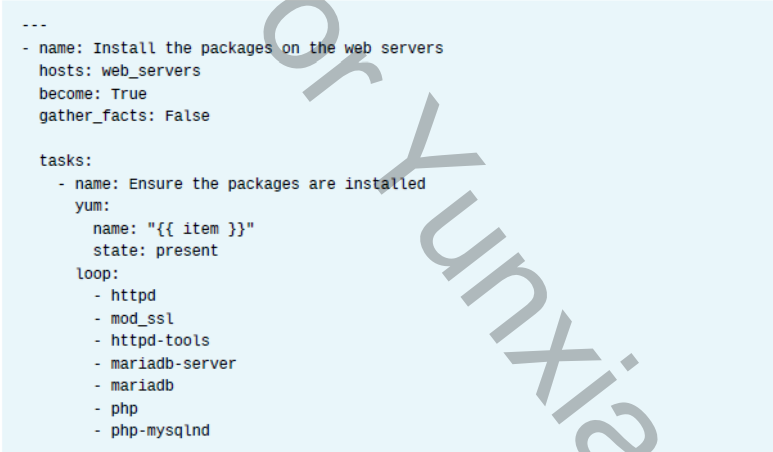 ---
- name: Install the packages on the web servers
  hosts: web_servers
  become: True
  gather_facts: False

  tasks:
    - name: Ensure the packages are installed
      yum:
        name: "{{ item }}"
        state: present
      loop:
        - httpd
        - mod_ssl
        - httpd-tools
        - mariadb-server
        - mariadb
        - php
        - php-mysqlnd
or Yunxia